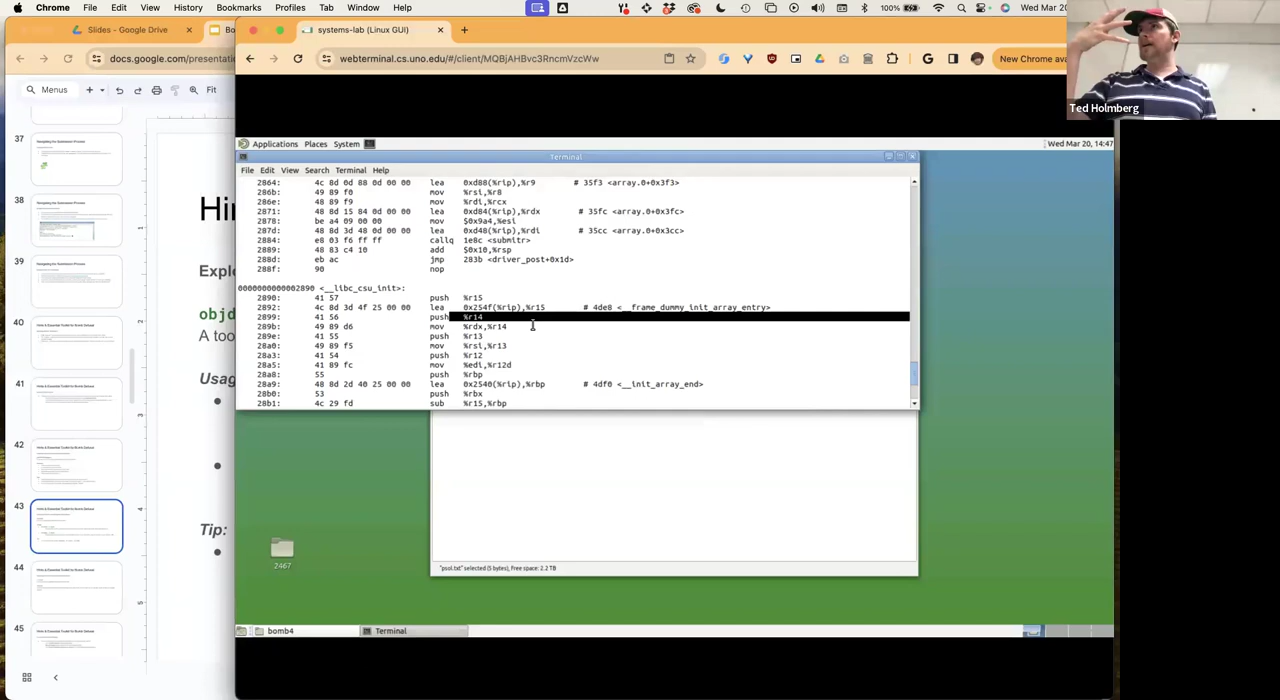 Chrome File Edit View History Bookmarks Profiles Tab Window Help 100% Wed Mar 20
Slides - Google Drive
Bo
systems-lab (Linux GUI)
docs.google.com/presentatio
webterminal.cs.uno.edu/#/client/MQBjAHBvc3RncmVzcWw
New Chrome ava
Menus
Fit
Ted Holmberg
Applications Places System
Wed Mar 20, 14:47
Terminal
File Edit View Search Terminal Help
2864: 4c 8d 0d 88 0d 00 00 lea 0xd88(%rip),%r9 # 35f3 <array.0+0x3f3>
286b: 49 89 f0 mov %rsi,%r8
286e: 48 89 f9 mov %rdi,%rcx
2871: 48 8d 15 84 0d 00 00 lea 0xd84(%rip),%rdx # 35fc <array.0+0x3fc>
2878: be a4 09 00 00 mov $0x9a4,%esi
287d: 48 8d 3d 48 0d 00 00 lea 0xd48(%rip),%rdi # 35cc <array.0+0x3cc>
2884: e8 03 f6 ff ff callq 1e8c <submitr>
2889: 48 83 c4 10 add $0x10,%rsp
288d: eb ac jmp 283b <driver_post+0x1d>
288f: 90 nop
0000000000002890 <__libc_csu_init>:
2890: 41 57 push %r15
2892: 4c 8d 3d 4f 25 00 00 lea 0x254f(%rip),%r15 # 4de8 <__frame_dummy_init_array_entry>
2899: 41 56 push %r14
289b: 49 89 d6 mov %rdx,%r14
289e: 41 55 push %r13
28a0: 49 89 f5 mov %rsi,%r13
28a3: 41 54 push %r12
28a5: 41 89 fc mov %edi,%r12d
28a8: 55 push %rbp
28a9: 48 8d 2d 40 25 00 00 lea 0x2540(%rip),%rbp # 4df0 <__init_array_end>
28b0: 53 push %rbx
28b1: 4c 29 fd sub %r15,%rbp
"psol.txt" selected (5 bytes), Free space: 2.2 TB
2467
bomb4
Terminal
37
38
39
40
41
42
43
44
45
Hin
Explo
objd
A too
Usag
Tip: